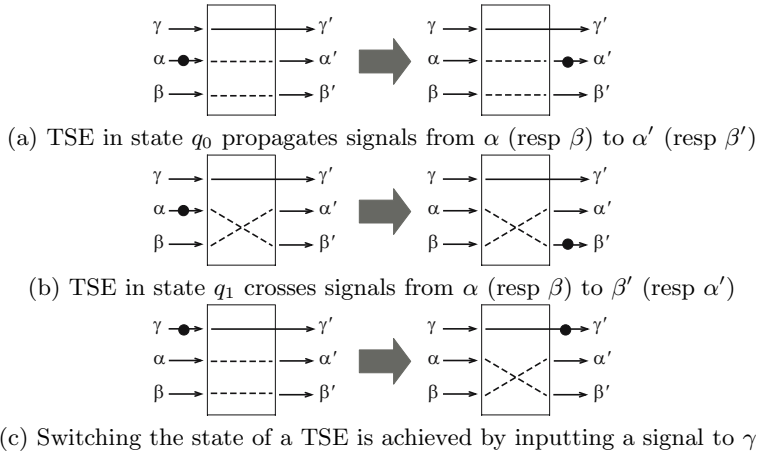 γ γ′ γ γ′
α α′ α α′
β β′ β β′
(a) TSE in state q0 propagates signals from α (resp β) to α′ (resp β′)
γ γ′ γ γ′
α α′ α α′
β β′ β β′
(b) TSE in state q1 crosses signals from α (resp β) to β′ (resp α′)
γ γ′ γ γ′
α α′ α α′
β β′ β β′
(c) Switching the state of a TSE is achieved by inputting a signal to γ